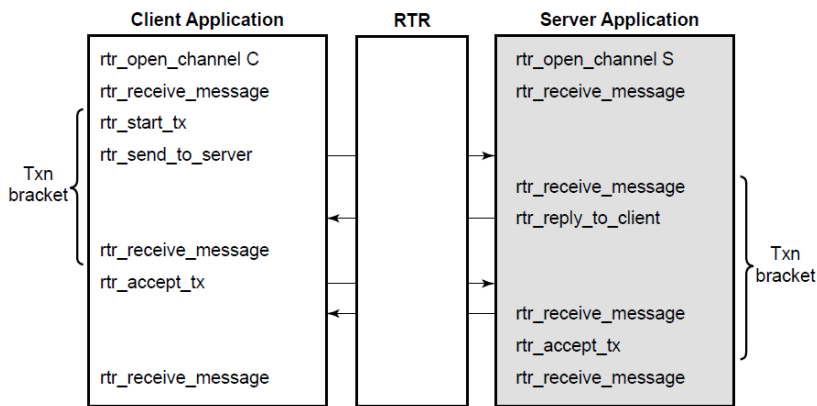 Client Application
RTR
Server Application
rtr_open_channel C
rtr_receive_message
rtr_start_tx
rtr_send_to_server
rtr_receive_message
rtr_accept_tx
rtr_receive_message
Txn
bracket
rtr_open_channel S
rtr_receive_message
rtr_receive_message
rtr_reply_to_client
rtr_receive_message
rtr_accept_tx
rtr_receive_message
Txn
bracket